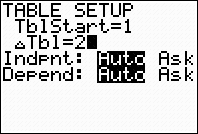 TABLE SETUP
TblStart=1
△Tbl=2
Indpnt: Auto Ask
Depend: Auto Ask